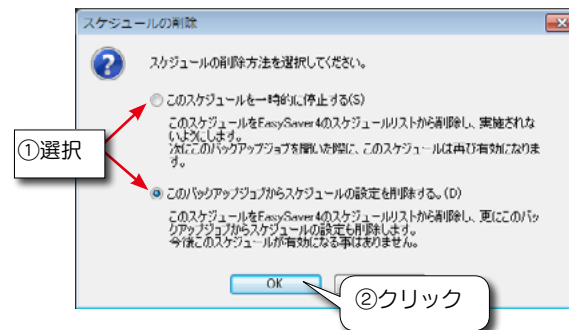 スケジュールの削除
スケジュールの削除方法を選択してください。
このスケジュールを一時的に停止する(S)
このスケジュールをEasySaver4のスケジュールリストから削除し、実施されな
いようにします。
次にこのバックアップジョブを開いた際に、このスケジュールは再び有効になりま
す。
①選択
このバックアップジョブからスケジュールの設定を削除する。(D)
このスケジュールをEasySaver4のスケジュールリストから削除し、更にこのバッ
クアップジョブからスケジュールの設定も削除します。
今後このスケジュールが有効になる事はありません。
OK
②クリック